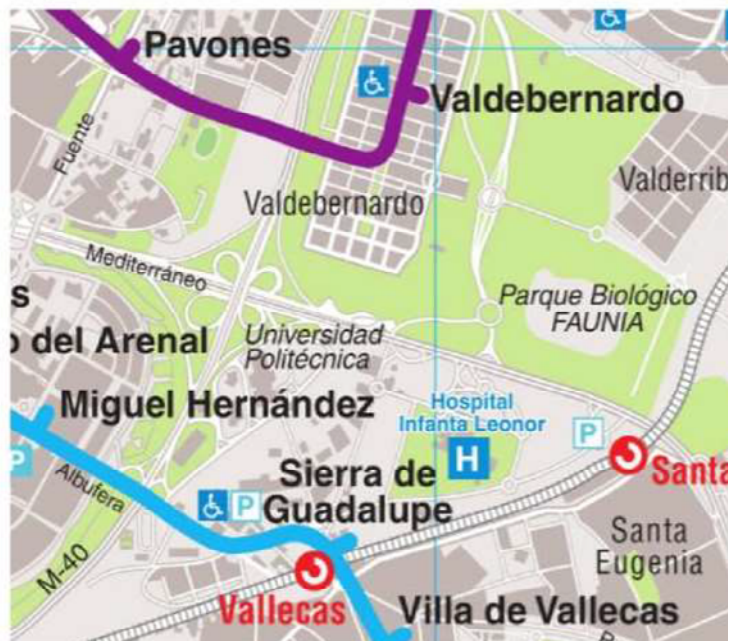 Pavones
Valdebernardo
Fuente
Valdebernardo
Valderrib
Mediterráneo
Parque Biológico
FAUNIA
s
o del Arenal
Universidad
Politécnica
Miguel Hernández
Hospital
Infanta Leonor
H
P
P
Santa
Albufera
Sierra de
Guadalupe
P
Santa
Eugenia
M-40
Vallecas
Villa de Vallecas